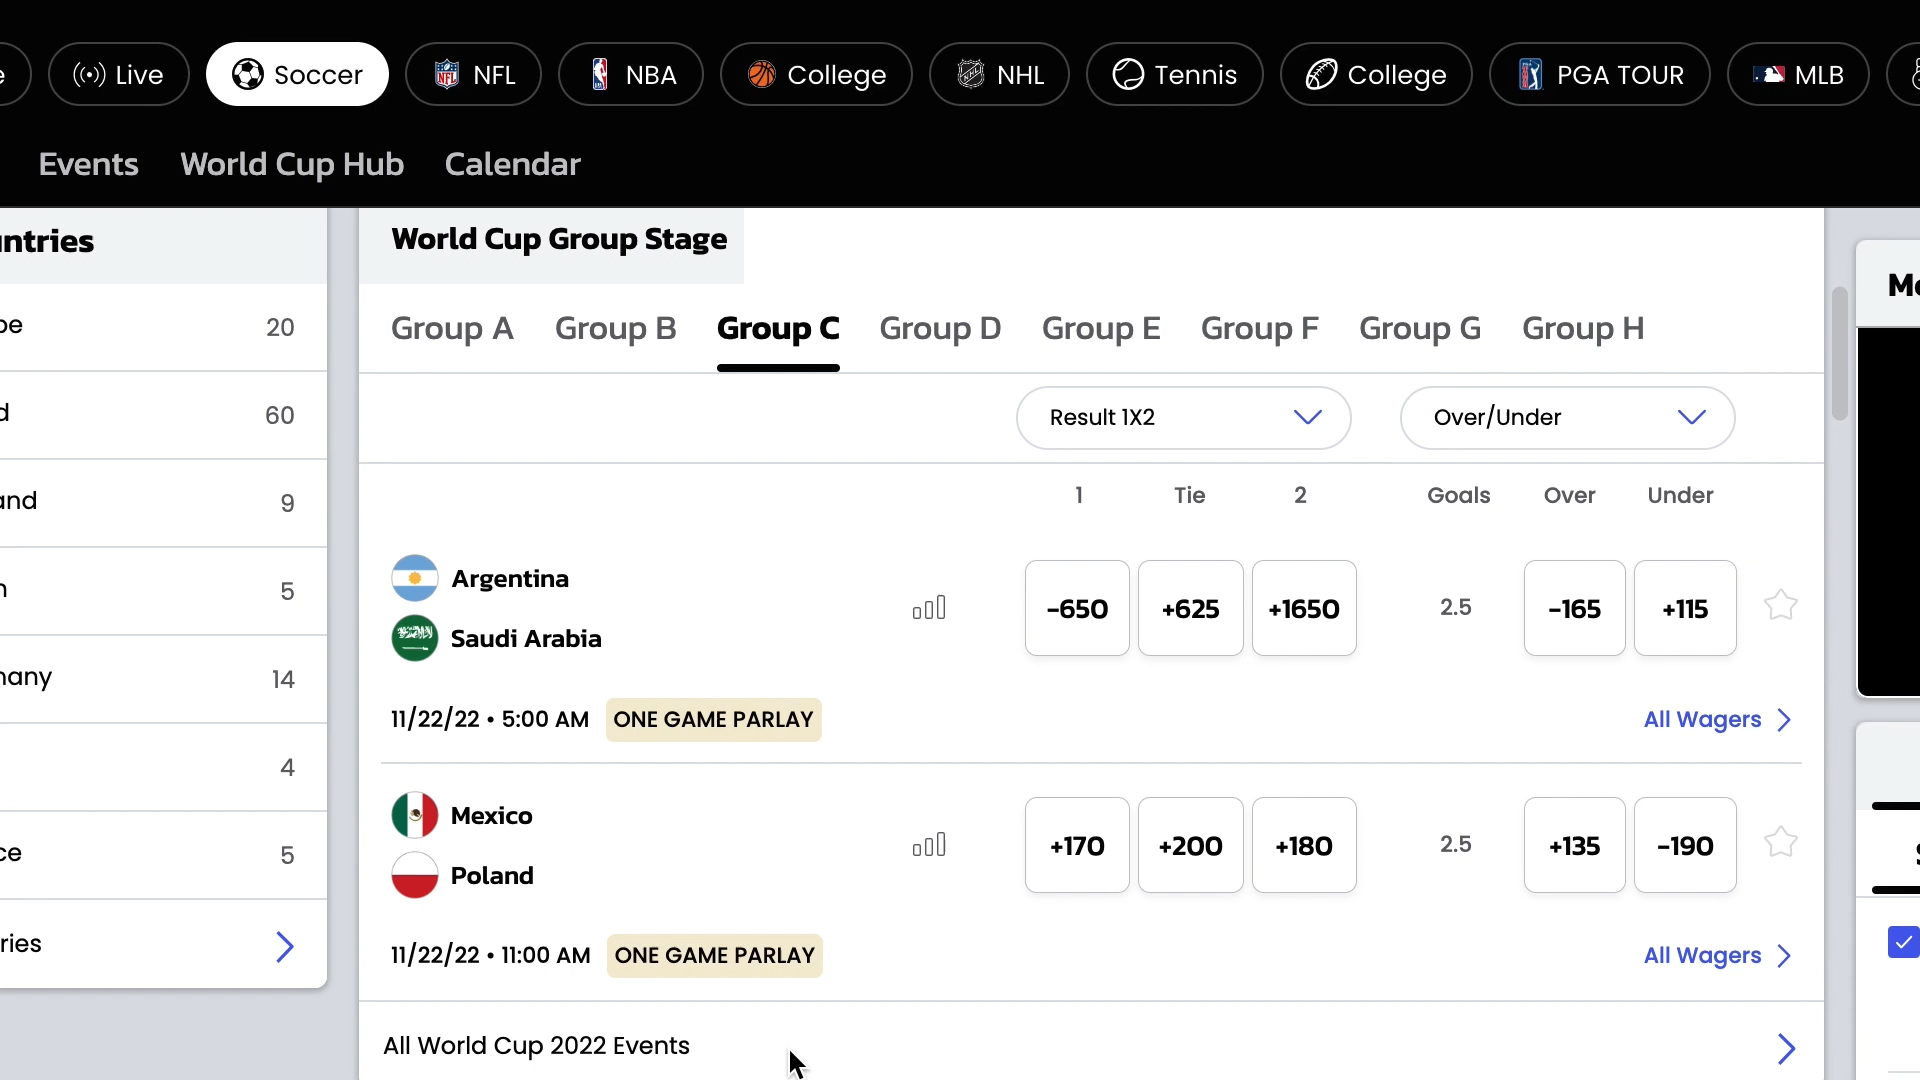 Live Soccer NFL NBA College NHL Tennis College PGA TOUR MLB
Events World Cup Hub Calendar
World Cup Group Stage
Group A Group B Group C Group D Group E Group F Group G Group H
Result 1X2 Over/Under
1 Tie 2 Goals Over Under
Argentina
Saudi Arabia
-650 +625 +1650 2.5 -165 +115
11/22/22 • 5:00 AM ONE GAME PARLAY All Wagers
Mexico
Poland
+170 +200 +180 2.5 +135 -190
11/22/22 • 11:00 AM ONE GAME PARLAY All Wagers
All World Cup 2022 Events
20
60
9
5
14
4
5